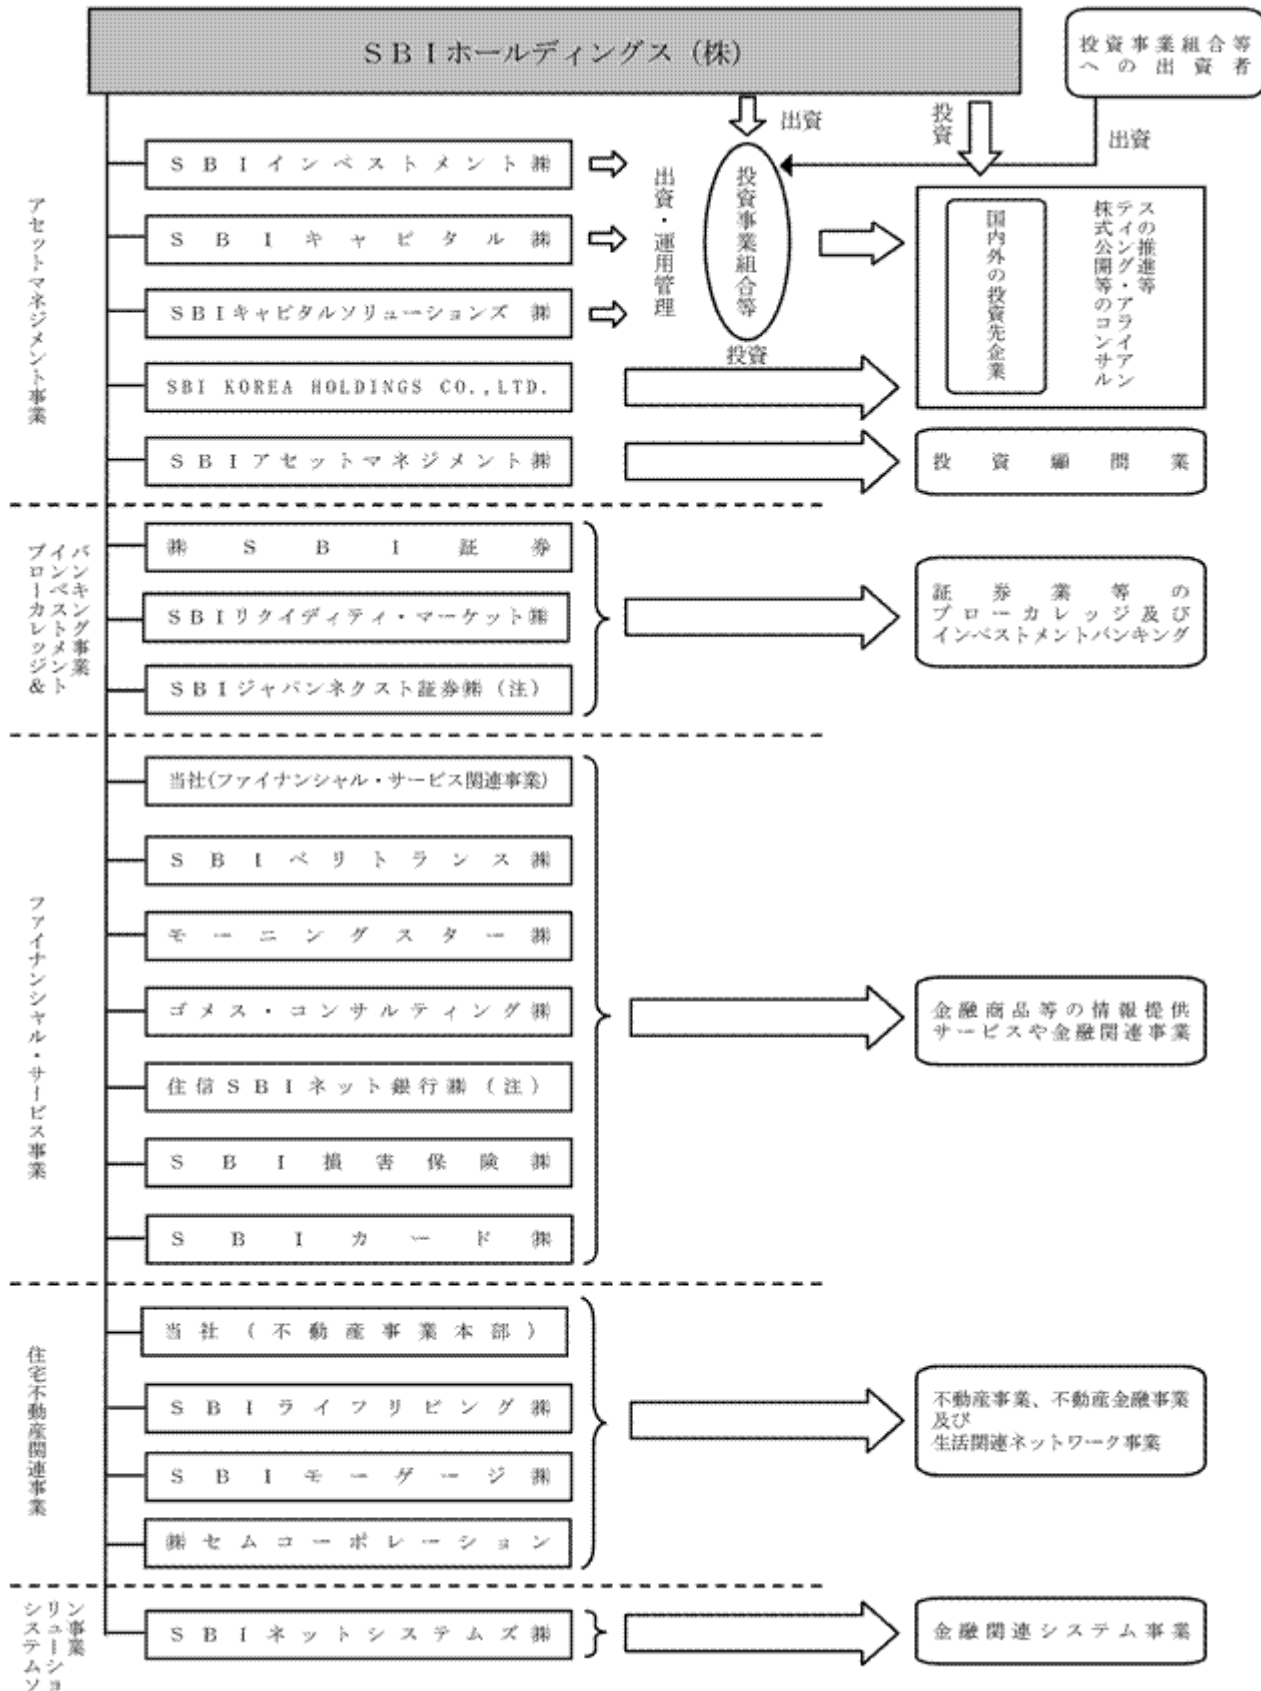 SBIホールディングス(株)
投資事業組合等
への出資者
出資
投資
出資
アセットマネジメント事業
SBIインベストメント㈱
SBIキャピタル㈱
SBIキャピタルソリューションズ㈱
SBI KOREA HOLDINGS CO.,LTD.
SBIアセットマネジメント㈱
出資・運用管理
投資事業組合等
投資
国内外の投資先企業
株式公開等のコンサル
ティング・アライアン
スの推進等
投資顧問業
ブローカレッジ&
インベストメント
バンキング事業
㈱SBI証券
SBIリクイディティ・マーケット㈱
SBIジャパンネクスト証券㈱(注)
証券業等の
ブローカレッジ及び
インベストメントバンキング
ファイナンシャル・サービス事業
当社(ファイナンシャル・サービス関連事業)
SBIベリトランス㈱
モーニングスター㈱
ゴメス・コンサルティング㈱
住信SBIネット銀行㈱(注)
SBI損害保険㈱
SBIカード㈱
金融商品等の情報提供
サービスや金融関連事業
住宅不動産関連事業
当社(不動産事業本部)
SBIライフリビング㈱
SBIモーゲージ㈱
㈱セムコーポレーション
不動産事業、不動産金融事業
及び
生活関連ネットワーク事業
システムソ
リューショ
ン事業
SBIネットシステムズ㈱
金融関連システム事業